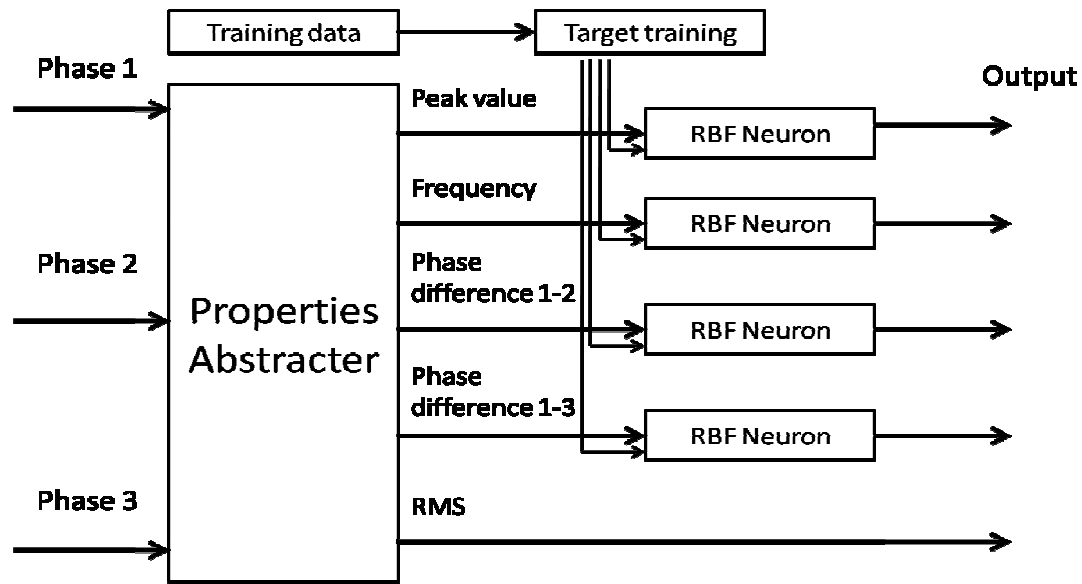 Training data
Target training
Phase 1
Output
Peak value
RBF Neuron
Frequency
RBF Neuron
Phase 2
Phase
difference 1-2
Properties
Abstracter
RBF Neuron
Phase
difference 1-3
RBF Neuron
Phase 3
RMS